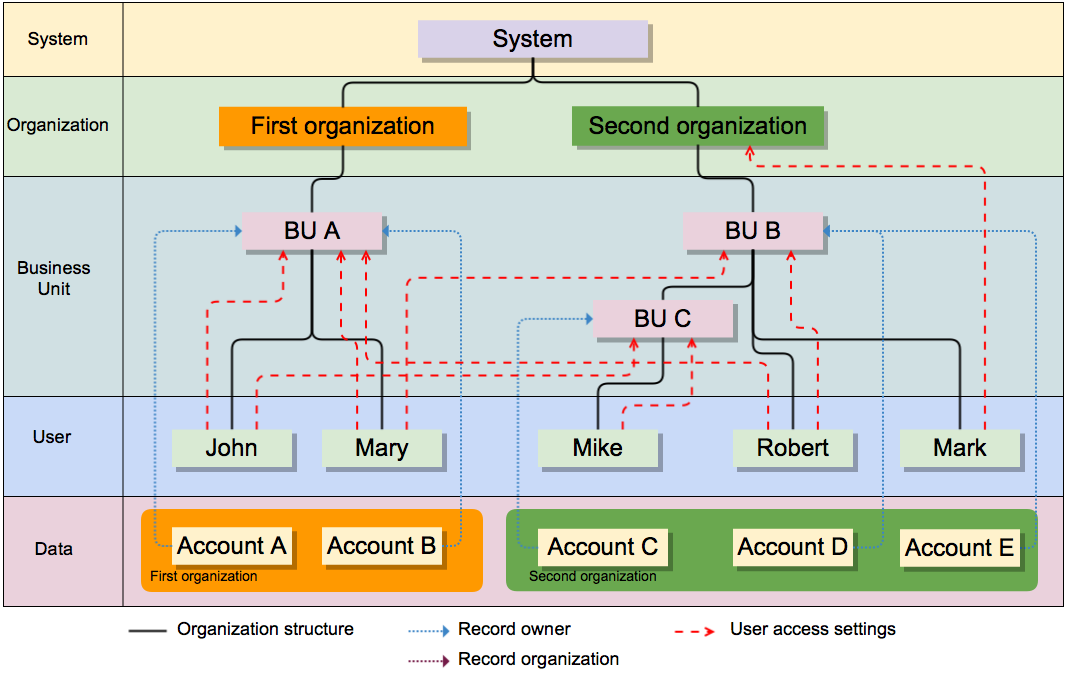 System
System
Organization
First organization
Second organization
Business
Unit
BU A
BU B
BU C
User
John
Mary
Mike
Robert
Mark
Data
Account A
Account B
Account C
Account D
Account E
First organization
Second organization
Organization structure
Record owner
User access settings
Record organization